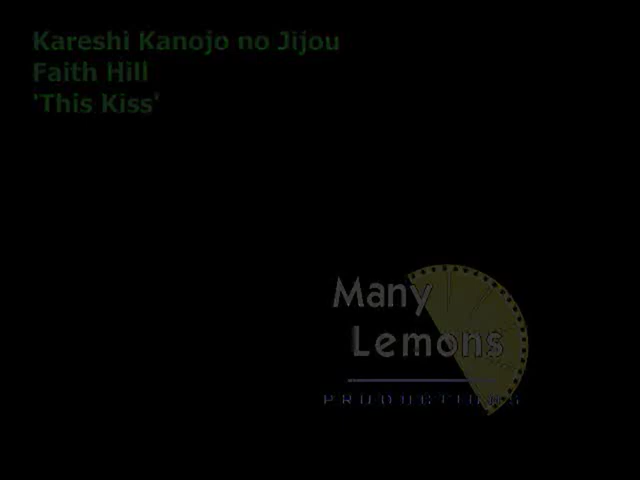 Kareshi Kanojo no Jijou
Faith Hill
'This Kiss'
Many
Lemons
PRODUCTIONS